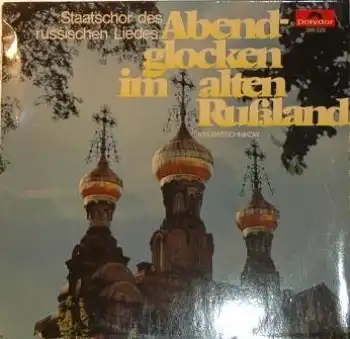 Staatschor des
russischen Liedes
Abend-
glocken
im alten
Rußland
polydor